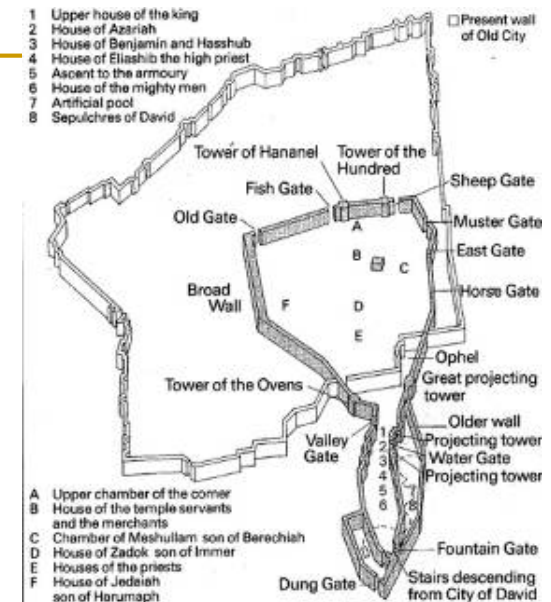 1 Upper house of the king
2 House of Azariah
3 House of Benjamin and Hasshub
4 House of Eliashib the high priest
5 Ascent to the armoury
6 House of the mighty men
7 Artificial pool
8 Sepulchres of David
Present wall
of Old City
Tower of Hananel
Tower of the
Hundred
Fish Gate
Sheep Gate
Old Gate
Muster Gate
East Gate
A
B
C
Horse Gate
Broad
Wall
F
D
E
Ophel
Tower of the Ovens
Great projecting
tower
Older wall
Valley
Gate
1
2
3
4
5
6
7
8
Projecting tower
Water Gate
Projecting tower
A Upper chamber of the corner
B House of the temple servants
and the merchants
C Chamber of Meshullam son of Berechiah
D House of Zadok son of Immer
E Houses of the priests
F House of Jedaiah
son of Harumaph
Fountain Gate
Dung Gate
Stairs descending
from City of David